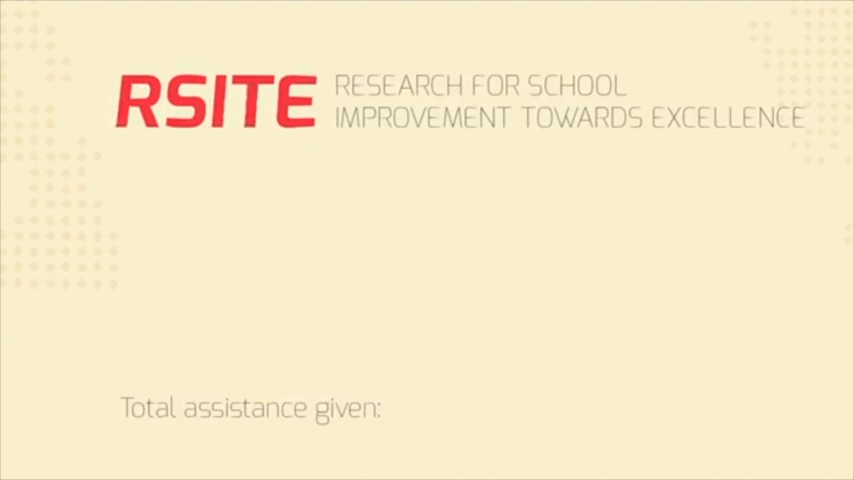 RSITE
RESEARCH FOR SCHOOL
IMPROVEMENT TOWARDS EXCELLENCE
Total assistance given: